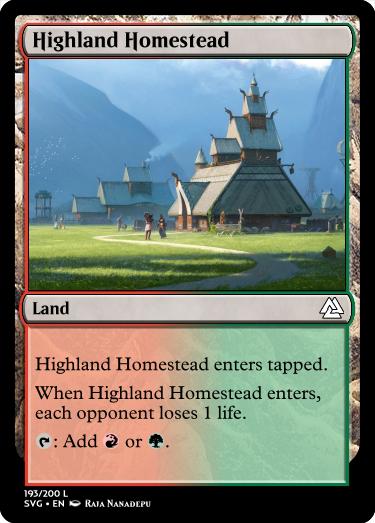 Highland Homestead
Land
Highland Homestead enters tapped.
When Highland Homestead enters,
each opponent loses 1 life.
: Add or .
193/200 L
SVG • EN Raja Nanadepu